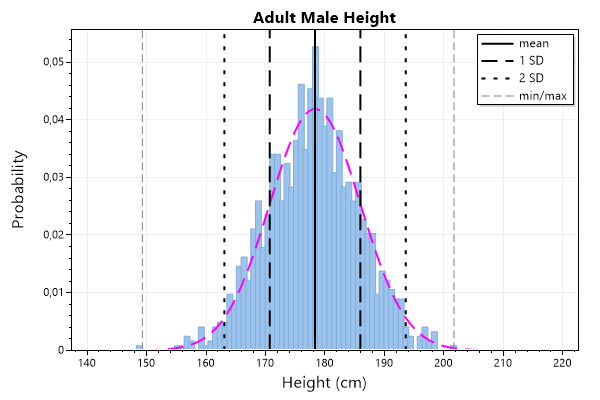 Adult Male Height
mean
1 SD
2 SD
min/max
0,05
0,04
0,03
0,02
0,01
0
Probability
140 150 160 170 180 190 200 210 220
Height (cm)